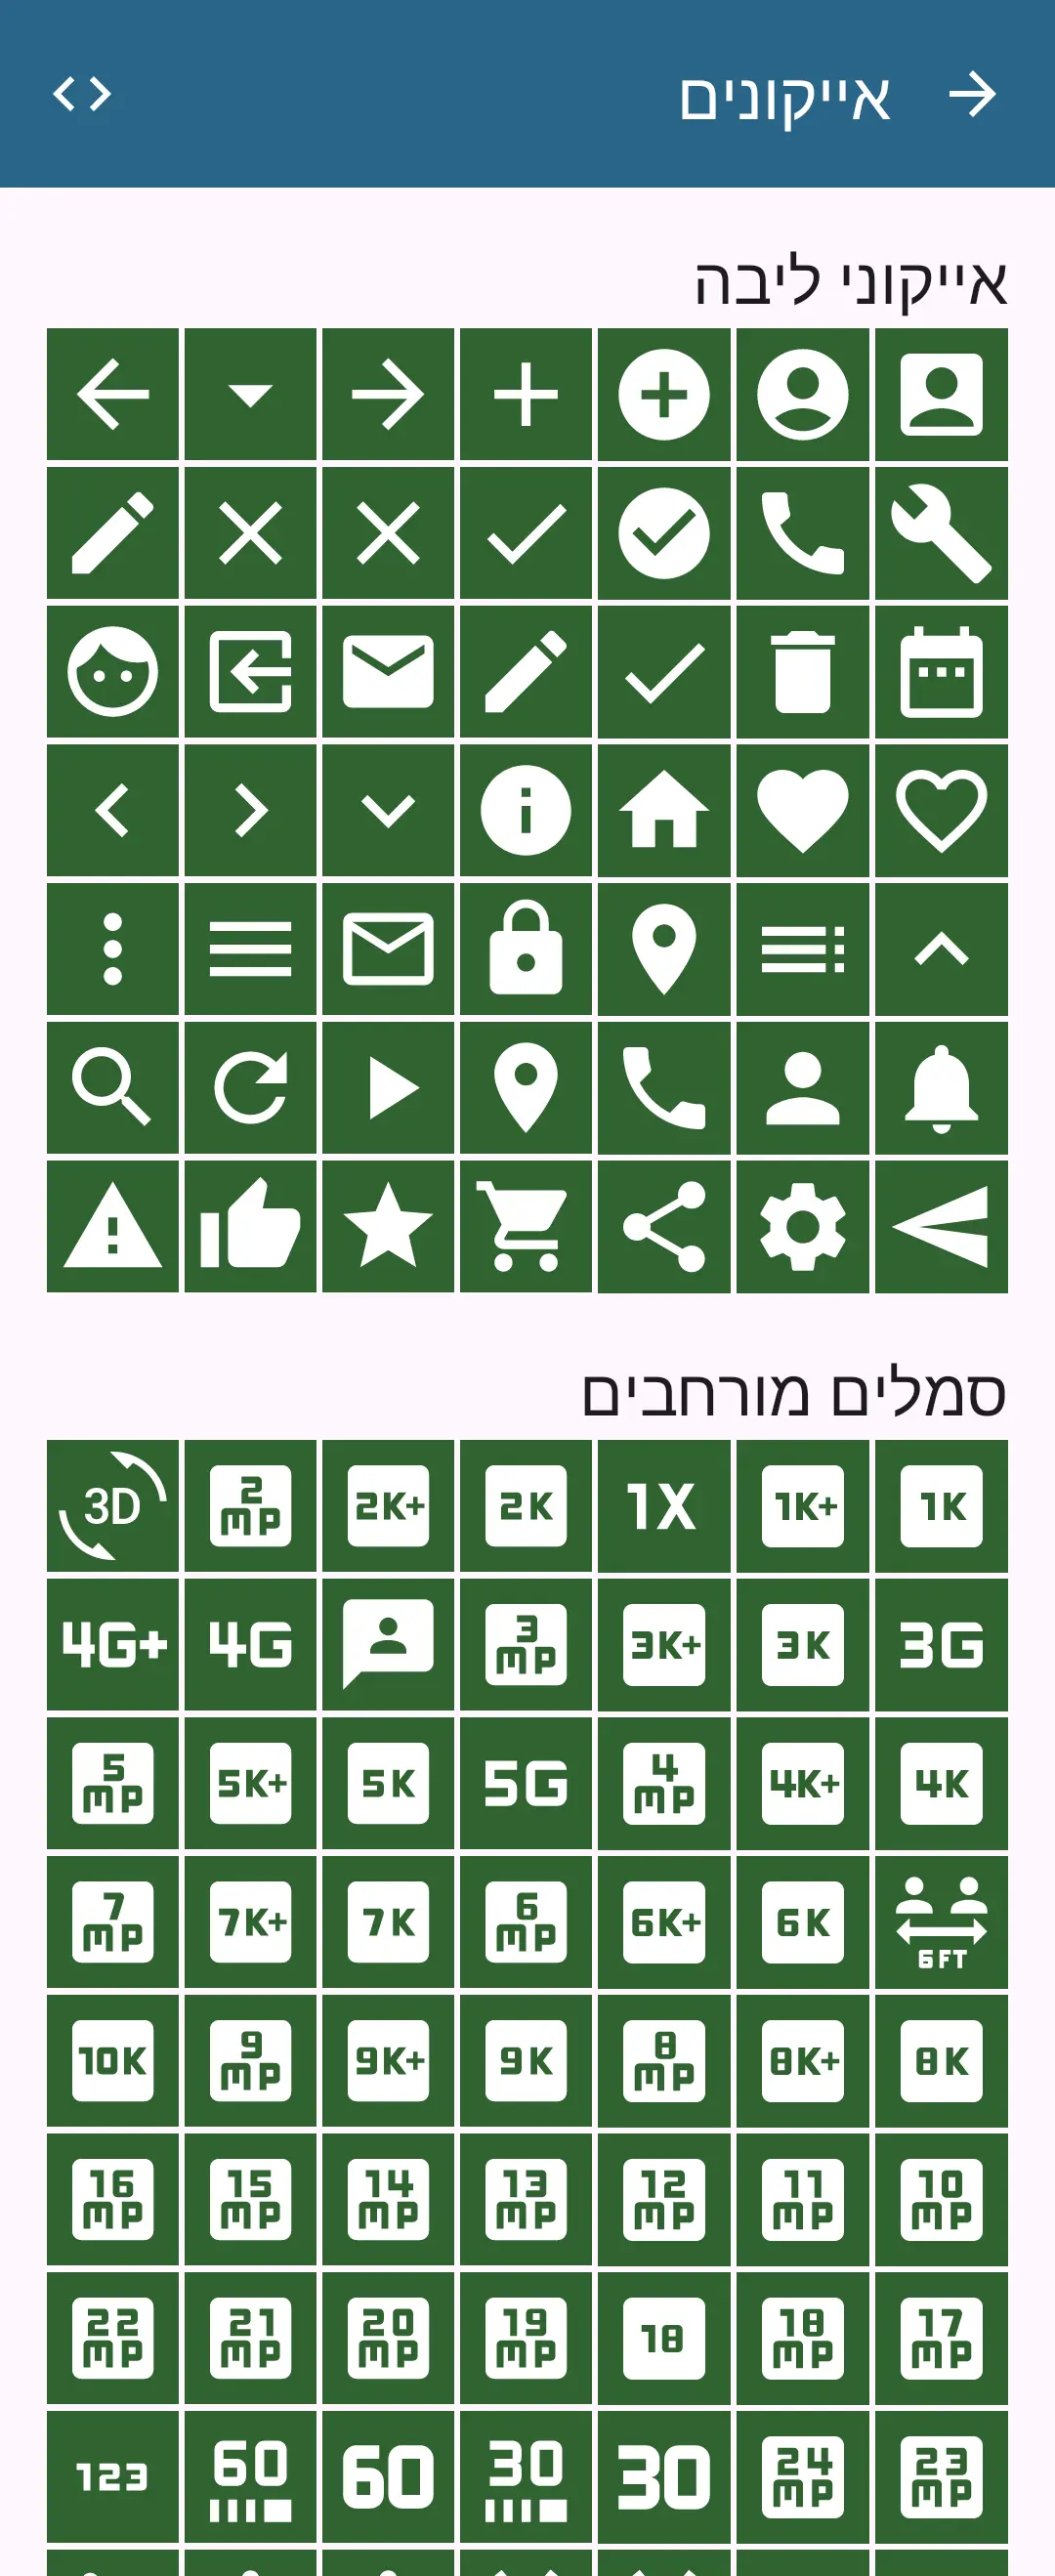 אייקונים
אייקוני ליבה
סמלים מורחבים
1K 1K+ 1X 2K 2K+ 2 MP 3D
3G 3K 3K+ 3 MP 4G 4G+
4K 4K+ 4 MP 5G 5K 5K+ 5 MP
6FT 6K 6K+ 6 MP 7K 7K+ 7 MP
8K 8K+ 8 MP 9K 9K+ 9 MP 10K
10 MP 11 MP 12 MP 13 MP 14 MP 15 MP 16 MP
17 MP 18 MP 18 19 MP 20 MP 21 MP 22 MP
23 MP 24 MP 30 30 60 60 123